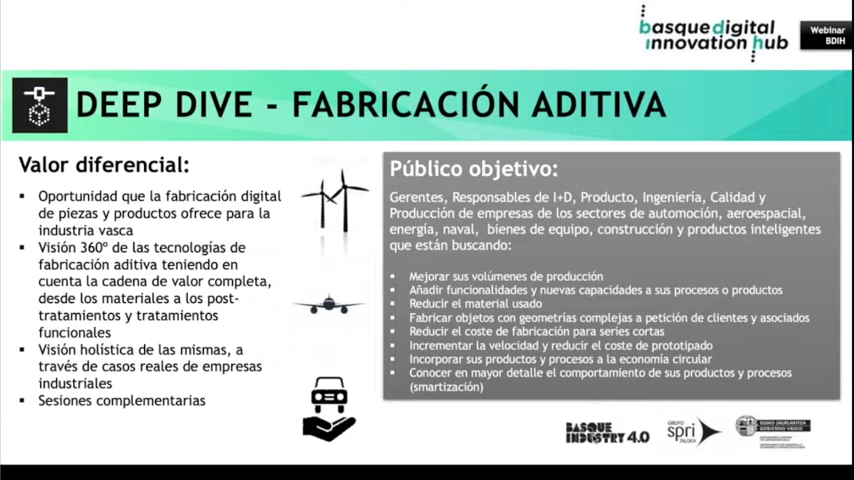 basque digital
innovation hub
Webinar
BDIH
DEEP DIVE - FABRICACIÓN ADITIVA
Valor diferencial:
▪ Oportunidad que la fabricación digital
de piezas y productos ofrece para la
industria vasca
▪ Visión 360º de las tecnologías de
fabricación aditiva teniendo en
cuenta la cadena de valor completa,
desde los materiales a los post-
tratamientos y tratamientos
funcionales
▪ Visión holística de las mismas, a
través de casos reales de empresas
industriales
▪ Sesiones complementarias
Público objetivo:
Gerentes, Responsables de I+D, Producto, Ingeniería, Calidad y
Producción de empresas de los sectores de automoción, aeroespacial,
energía, naval, bienes de equipo, construcción y productos inteligentes
que están buscando:
▪ Mejorar sus volúmenes de producción
▪ Añadir funcionalidades y nuevas capacidades a sus procesos o productos
▪ Reducir el material usado
▪ Fabricar objetos con geometrías complejas a petición de clientes y asociados
▪ Reducir el coste de fabricación para series cortas
▪ Incrementar la velocidad y reducir el coste de prototipado
▪ Incorporar sus productos y procesos a la economía circular
▪ Conocer en mayor detalle el comportamiento de sus productos y procesos
(smartización)
BASQUE
INDUSTRY 4.0
GRUPO
spri
TALDEA
EUSKO JAURLARITZA
GOBIERNO VASCO